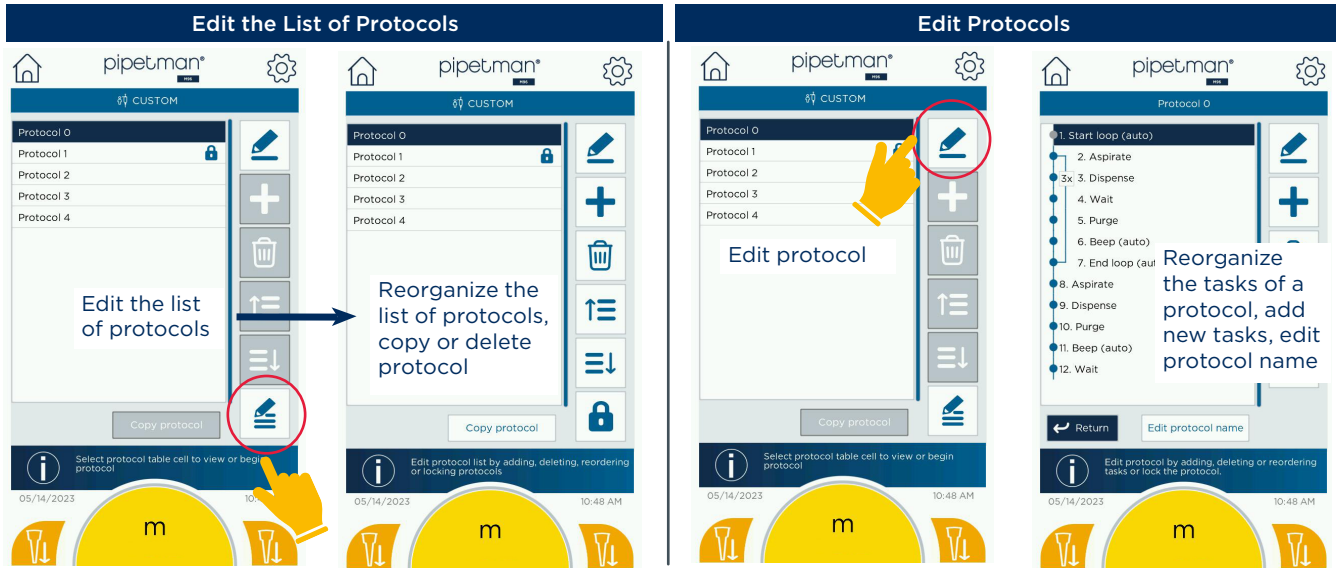 Edit the List of Protocols
pipetman®
M96
CUSTOM
Protocol 0
Protocol 1
Protocol 2
Protocol 3
Protocol 4
Edit the list
of protocols
Copy protocol
Select protocol table cell to view or begin
protocol
05/14/2023
10:
m
pipetman®
M96
CUSTOM
Protocol 0
Protocol 1
Protocol 2
Protocol 3
Protocol 4
Reorganize the
list of protocols,
copy or delete
protocol
Copy protocol
Edit protocol list by adding, deleting, reordering
or locking protocols
05/14/2023
10:48 AM
m
Edit Protocols
pipetman®
M96
CUSTOM
Protocol 0
Protocol 1
Protocol 2
Protocol 3
Protocol 4
Edit protocol
Copy protocol
Select protocol table cell to view or begin
protocol
05/14/2023
10:48 AM
m
pipetman®
M96
Protocol 0
1. Start loop (auto)
2. Aspirate
3x 3. Dispense
4. Wait
5. Purge
6. Beep (auto)
7. End loop (aut
8. Aspirate
9. Dispense
10. Purge
11. Beep (auto)
12. Wait
Reorganize
the tasks of a
protocol, add
new tasks, edit
protocol name
Return
Edit protocol name
Edit protocol by adding, deleting or reordering
tasks or lock the protocol.
05/14/2023
10:48 AM
m